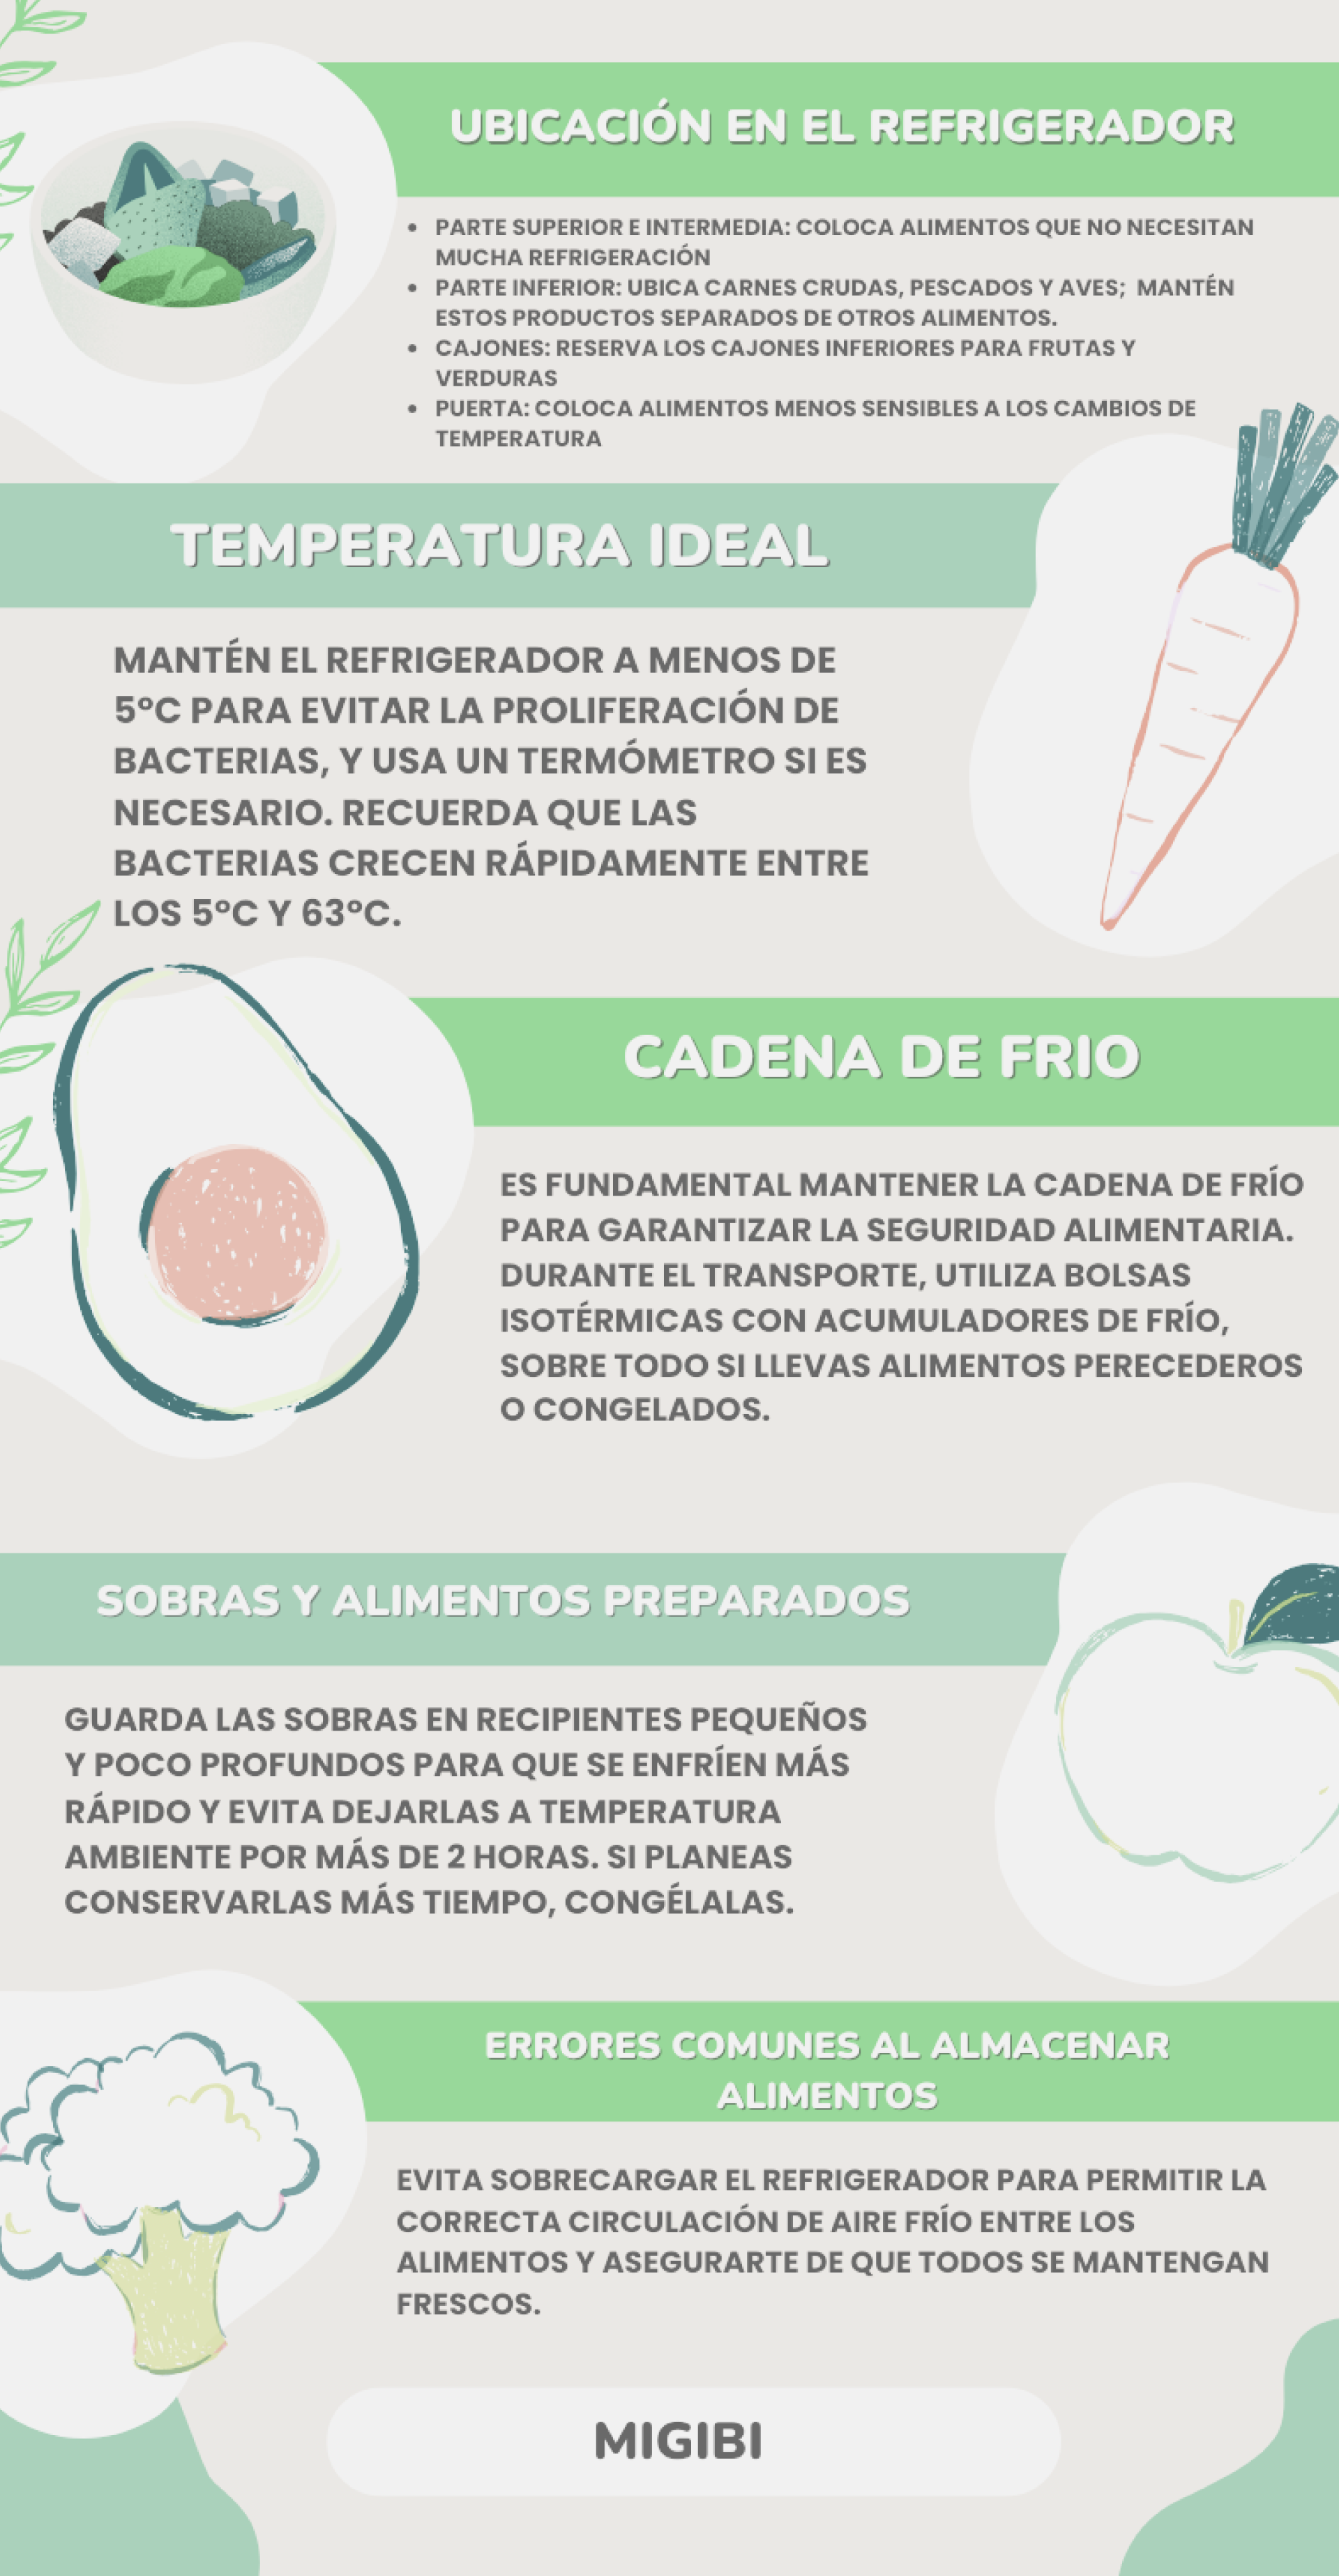 UBICACIÓN EN EL REFRIGERADOR
• PARTE SUPERIOR E INTERMEDIA: COLOCA ALIMENTOS QUE NO NECESITAN
MUCHA REFRIGERACIÓN
• PARTE INFERIOR: UBICA CARNES CRUDAS, PESCADOS Y AVES; MANTÉN
ESTOS PRODUCTOS SEPARADOS DE OTROS ALIMENTOS.
• CAJONES: RESERVA LOS CAJONES INFERIORES PARA FRUTAS Y
VERDURAS
• PUERTA: COLOCA ALIMENTOS MENOS SENSIBLES A LOS CAMBIOS DE
TEMPERATURA
TEMPERATURA IDEAL
MANTÉN EL REFRIGERADOR A MENOS DE
5°C PARA EVITAR LA PROLIFERACIÓN DE
BACTERIAS, Y USA UN TERMÓMETRO SI ES
NECESARIO. RECUERDA QUE LAS
BACTERIAS CRECEN RÁPIDAMENTE ENTRE
LOS 5°C Y 63°C.
CADENA DE FRIO
ES FUNDAMENTAL MANTENER LA CADENA DE FRÍO
PARA GARANTIZAR LA SEGURIDAD ALIMENTARIA.
DURANTE EL TRANSPORTE, UTILIZA BOLSAS
ISOTÉRMICAS CON ACUMULADORES DE FRÍO,
SOBRE TODO SI LLEVAS ALIMENTOS PERECEDEROS
O CONGELADOS.
SOBRAS Y ALIMENTOS PREPARADOS
GUARDA LAS SOBRAS EN RECIPIENTES PEQUEÑOS
Y POCO PROFUNDOS PARA QUE SE ENFRÍEN MÁS
RÁPIDO Y EVITA DEJARLAS A TEMPERATURA
AMBIENTE POR MÁS DE 2 HORAS. SI PLANEAS
CONSERVARLAS MÁS TIEMPO, CONGÉLALAS.
ERRORES COMUNES AL ALMACENAR
ALIMENTOS
EVITA SOBRECARGAR EL REFRIGERADOR PARA PERMITIR LA
CORRECTA CIRCULACIÓN DE AIRE FRÍO ENTRE LOS
ALIMENTOS Y ASEGURARTE DE QUE TODOS SE MANTENGAN
FRESCOS.
MIGIBI